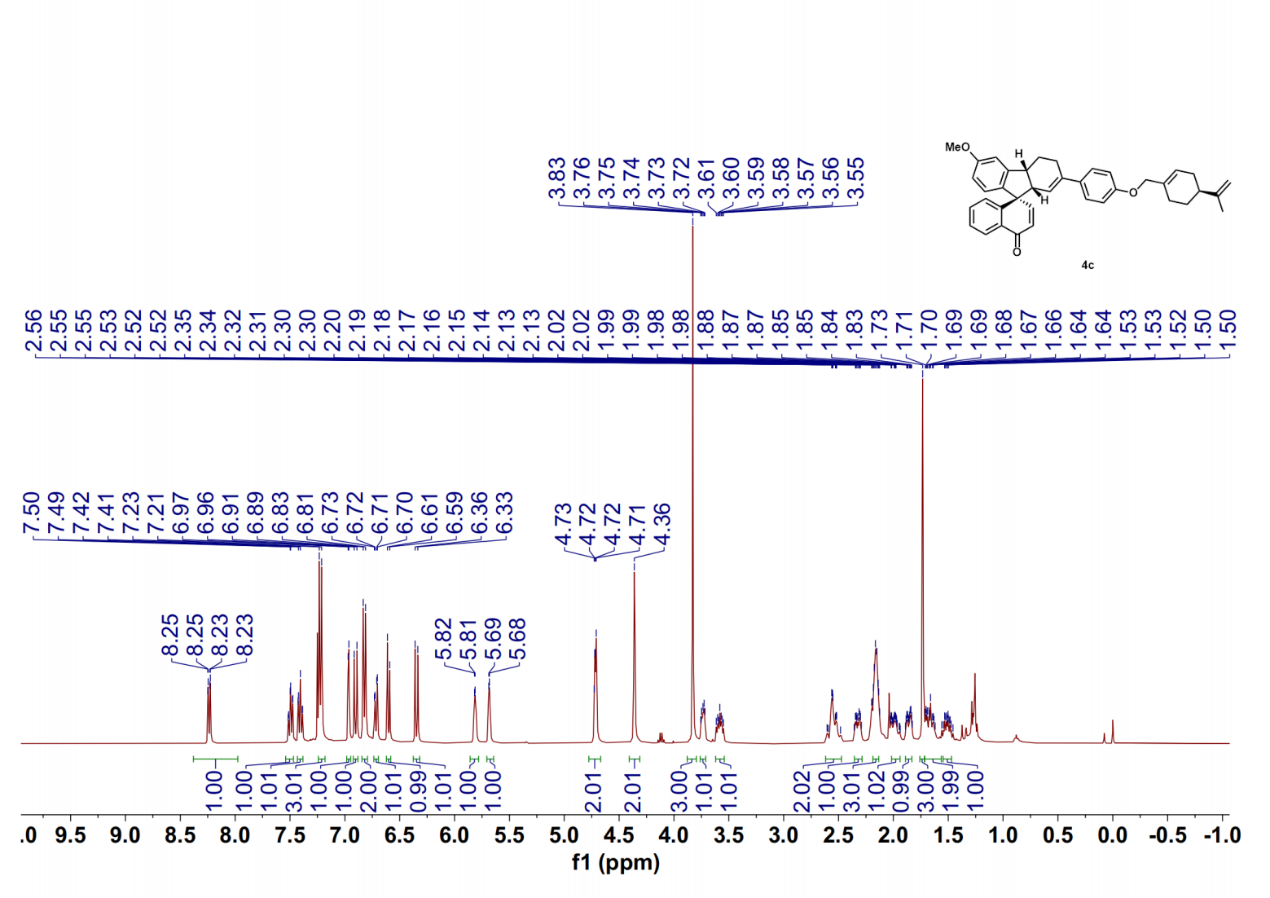 3.83 3.76 3.75 3.74 3.73 3.72 3.61 3.60 3.59 3.58 3.57 3.56 3.55
MeO
H
O
H
O
4c
2.56 2.55 2.55 2.53 2.52 2.52 2.35 2.34 2.32 2.31 2.30 2.30 2.20 2.19 2.18 2.17 2.16 2.15 2.14 2.13 2.13 2.02 2.02 1.99 1.99 1.98 1.98 1.88 1.87 1.87 1.85 1.85 1.84 1.83 1.73 1.71 1.70 1.69 1.69 1.68 1.67 1.66 1.64 1.64 1.53 1.53 1.52 1.50 1.50
7.50 7.49 7.42 7.41 7.23 7.21 6.97 6.96 6.91 6.89 6.83 6.81 6.73 6.72 6.71 6.70 6.61 6.59 6.36 6.33
4.73 4.72 4.72 4.71 4.36
8.25 8.25 8.23 8.23
5.82 5.81 5.69 5.68
1.00 1.00 1.01 3.01 1.00 1.00 2.00 1.01 0.99 1.01 1.00 1.00 2.01 2.01 3.00 1.01 1.01 2.02 1.00 3.01 1.02 0.99 3.00 1.99 1.00
.0 9.5 9.0 8.5 8.0 7.5 7.0 6.5 6.0 5.5 5.0 4.5 4.0 3.5 3.0 2.5 2.0 1.5 1.0 0.5 0.0 -0.5 -1.0
f1 (ppm)